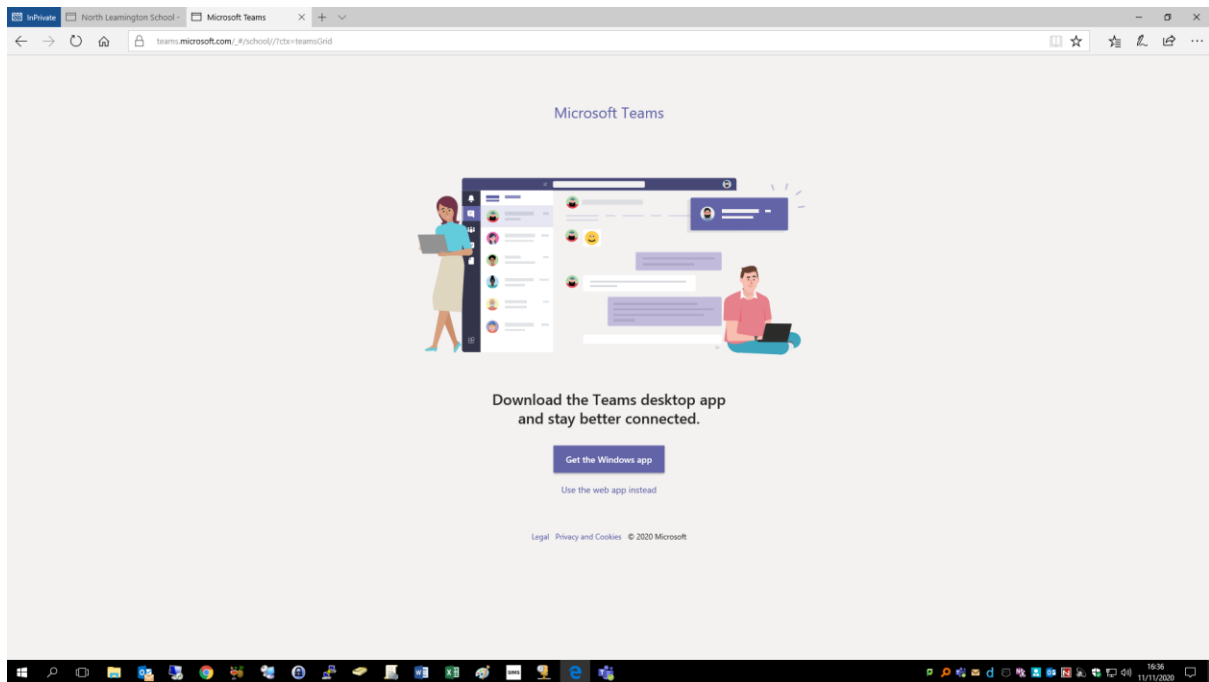 InPrivate North Leamington School - Microsoft Teams
teams.microsoft.com/_#/school//?ctx=teamsGrid
Microsoft Teams
Download the Teams desktop app
and stay better connected.
Get the Windows app
Use the web app instead
Legal Privacy and Cookies © 2020 Microsoft
16:36
11/11/2020